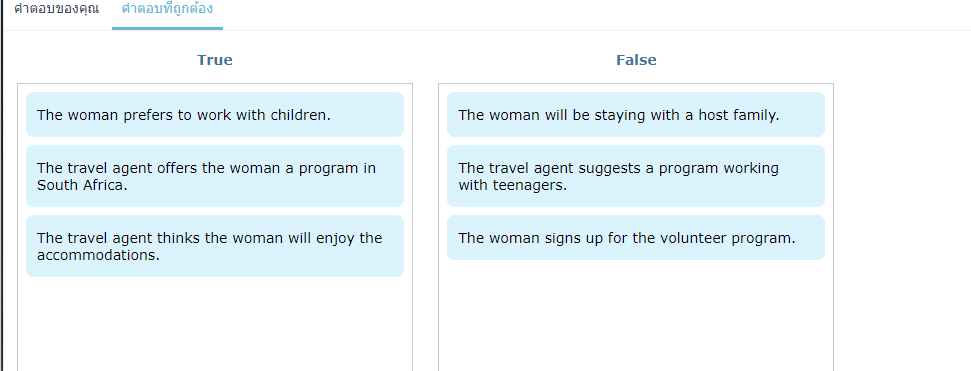 คำตอบของคุณ คำตอบที่ถูกต้อง
True
False
The woman prefers to work with children.
The travel agent offers the woman a program in
South Africa.
The travel agent thinks the woman will enjoy the
accommodations.
The woman will be staying with a host family.
The travel agent suggests a program working
with teenagers.
The woman signs up for the volunteer program.